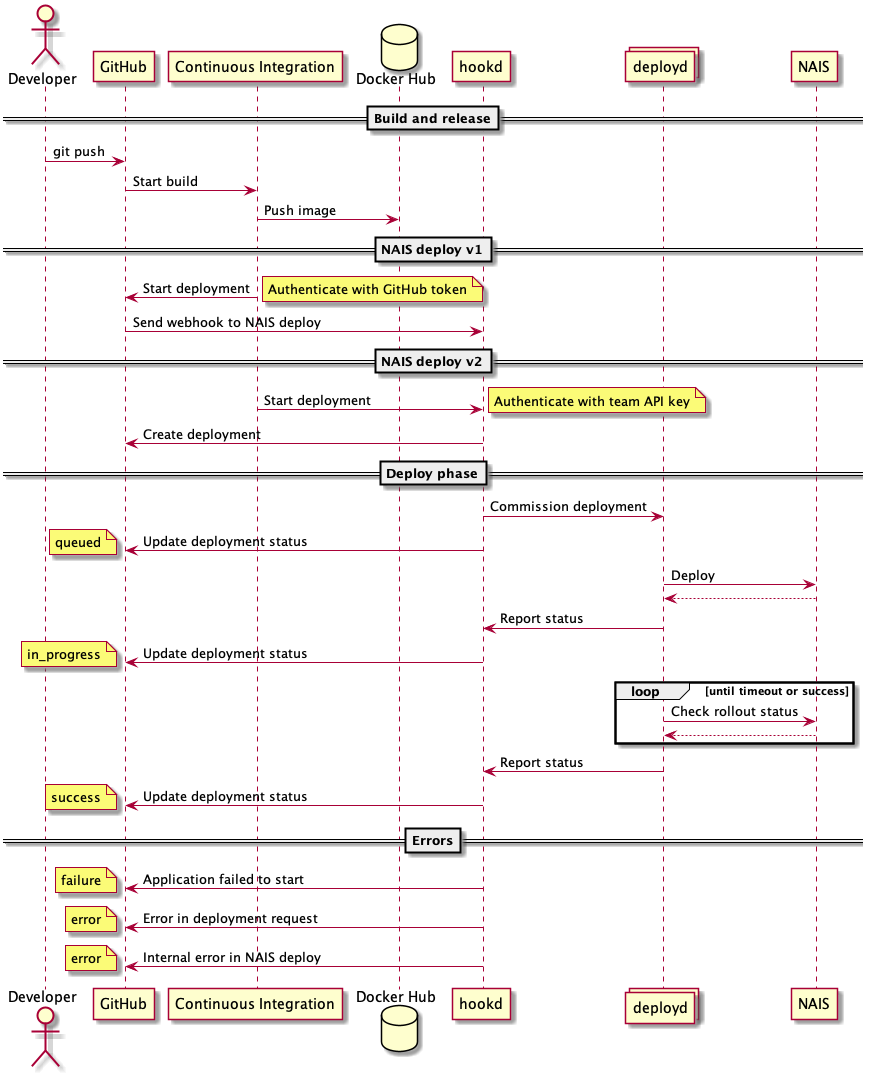 Developer
GitHub
Continuous Integration
Docker Hub
hookd
deployd
NAIS
Build and release
git push
Start build
Push image
NAIS deploy v1
Start deployment
Authenticate with GitHub token
Send webhook to NAIS deploy
NAIS deploy v2
Start deployment
Authenticate with team API key
Create deployment
Deploy phase
Commission deployment
queued
Update deployment status
Deploy
Report status
in_progress
Update deployment status
loop
[until timeout or success]
Check rollout status
Report status
success
Update deployment status
Errors
failure
Application failed to start
error
Error in deployment request
error
Internal error in NAIS deploy
Developer
GitHub
Continuous Integration
Docker Hub
hookd
deployd
NAIS